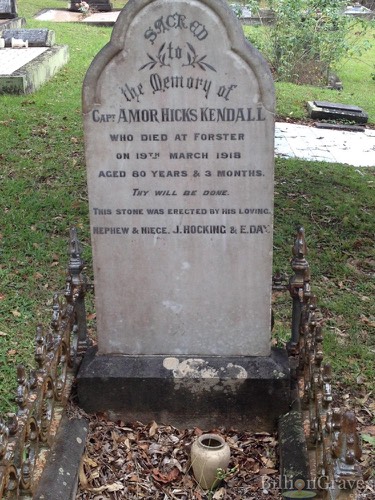 SACRED
to
the Memory of
CAPT AMOR HICKS KENDALL
WHO DIED AT FORSTER
ON 19TH MARCH 1918
AGED 80 YEARS & 3 MONTHS.
THY WILL BE DONE.
THIS STONE WAS ERECTED BY HIS LOVING
NEPHEW & NIECE, J. HOCKING & E. DAY.
BillionGraves